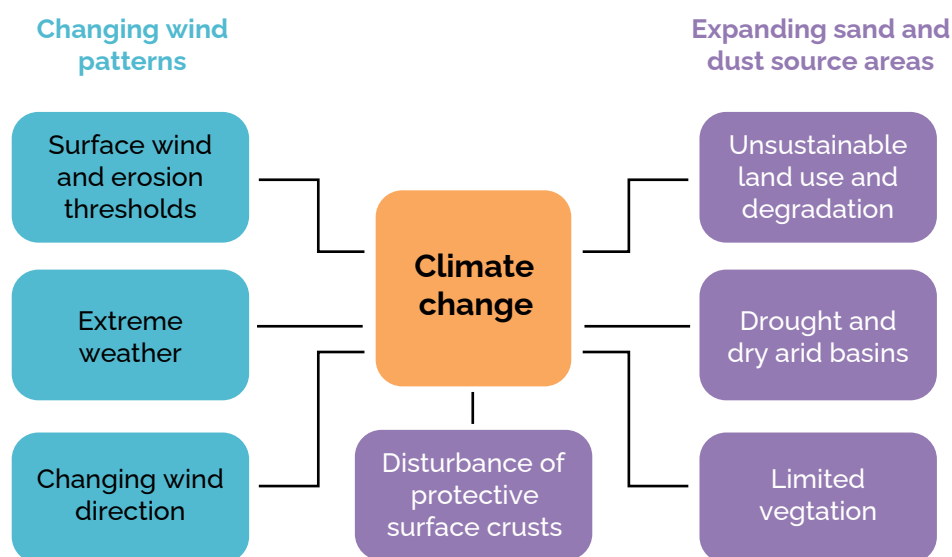 Changing wind
patterns
Expanding sand and
dust source areas
Surface wind
and erosion
thresholds
Unsustainable
land use and
degradation
Climate
change
Extreme
weather
Drought and
dry arid basins
Changing wind
direction
Disturbance of
protective
surface crusts
Limited
vegtation